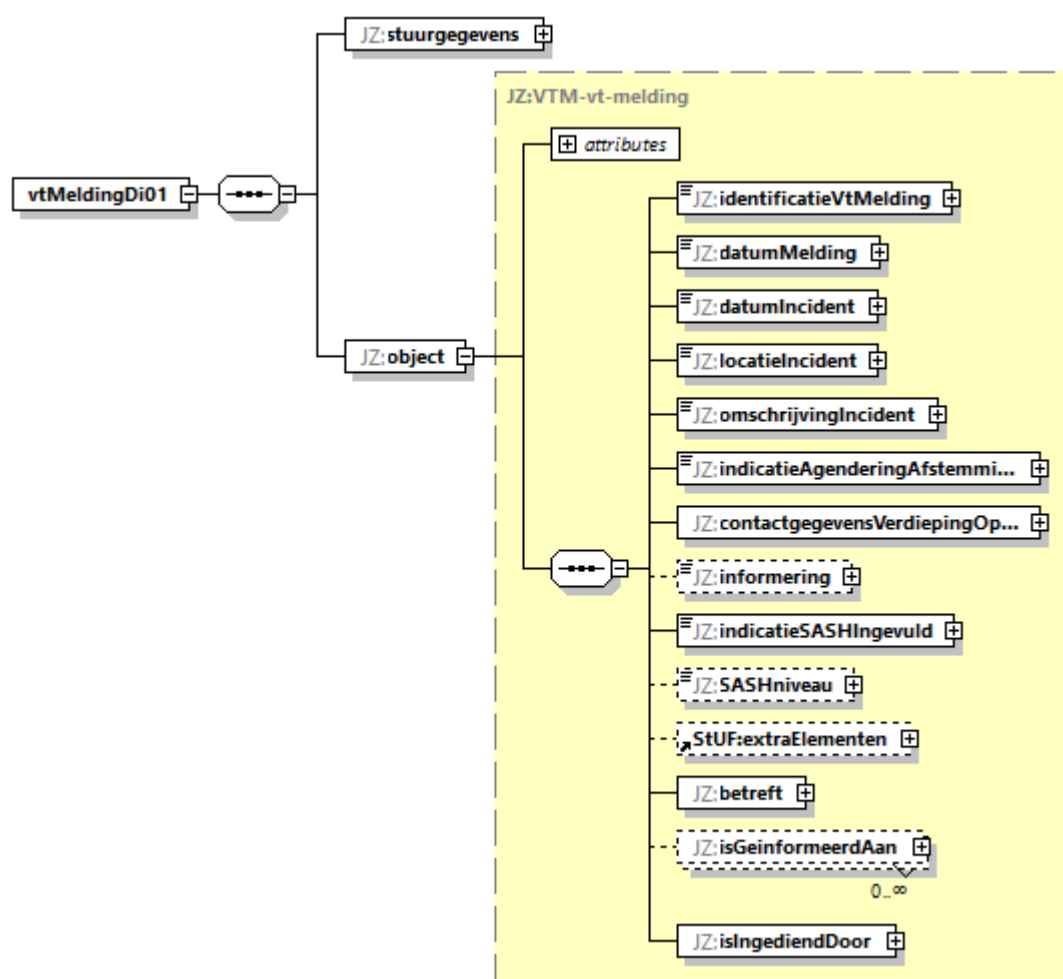 JZ:stuurgegevens
JZ:VTM-vt-melding
attributes
vtMeldingDi01
JZ:identificatieVtMelding
JZ:datumMelding
JZ:datumIncident
JZ:object
JZ:locatieIncident
JZ:omschrijvingIncident
JZ:indicatieAgenderingAfstemmi...
JZ:contactgegevensVerdiepingOp...
JZ:informering
JZ:indicatieSASHIngevuld
JZ:SASHniveau
StUF:extraElementen
JZ:betreft
JZ:isGeinformeerdAan
0..∞
JZ:isIngediendDoor